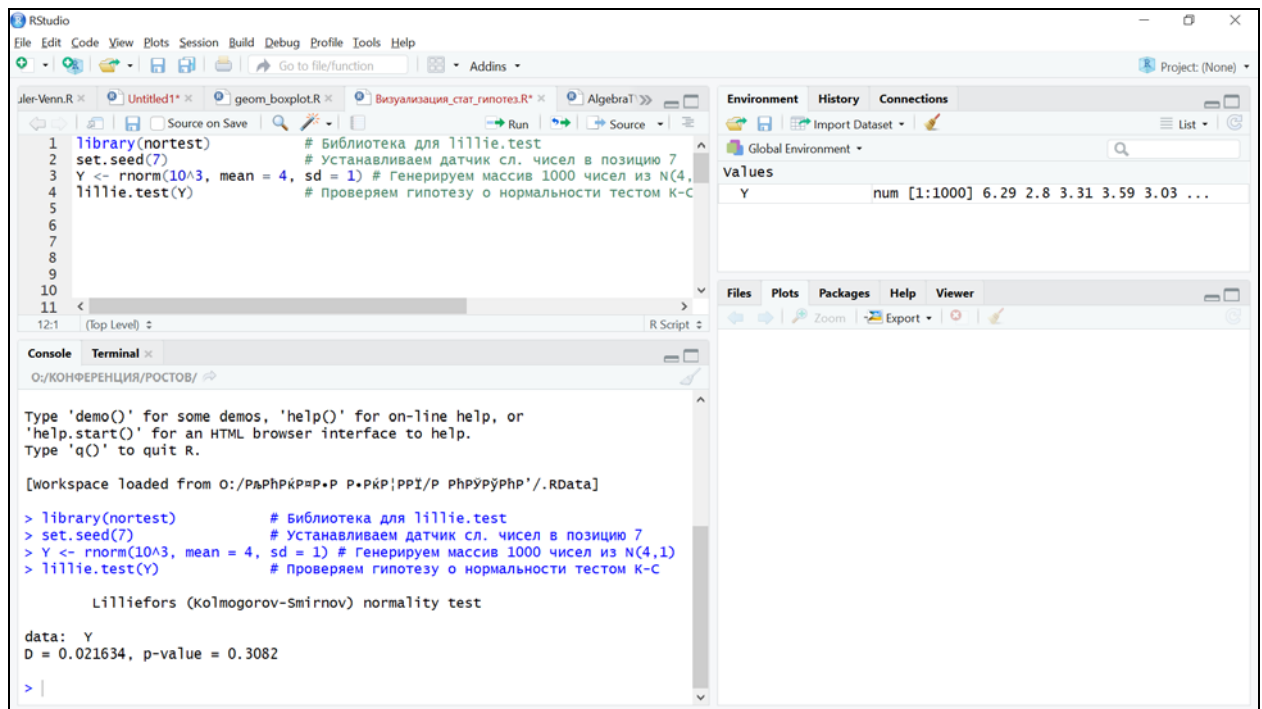 RStudio
File Edit Code View Plots Session Build Debug Profile Tools Help
Go to file/function
Addins
Project: (None)
uler-Venn.R
Untitled1*
geom_boxplot.R
Визуализация_стат_гипотез.R*
AlgebraT
Source on Save
Run
Source
1 library(nortest) # Библиотека для lillie.test
2 set.seed(7) # Устанавливаем датчик сл. чисел в позицию 7
3 Y <- rnorm(10^3, mean = 4, sd = 1) # Генерируем массив 1000 чисел из N(4,
4 lillie.test(Y) # Проверяем гипотезу о нормальности тестом К-С
5
6
7
8
9
10
11
12:1 (Top Level) R Script
Console Terminal
O:/КОНФЕРЕНЦИЯ/РОСТОВ/
Type 'demo()' for some demos, 'help()' for on-line help, or
'help.start()' for an HTML browser interface to help.
Type 'q()' to quit R.
[Workspace loaded from O:/
/.RData]
> library(nortest) # Библиотека для lillie.test
> set.seed(7) # Устанавливаем датчик сл. чисел в позицию 7
> Y <- rnorm(10^3, mean = 4, sd = 1) # Генерируем массив 1000 чисел из N(4,1)
> lillie.test(Y) # Проверяем гипотезу о нормальности тестом К-С
Lilliefors (Kolmogorov-Smirnov) normality test
data: Y
D = 0.021634, p-value = 0.3082
>
Environment History Connections
Import Dataset
List
Global Environment
Values
Y num [1:1000] 6.29 2.8 3.31 3.59 3.03 ...
Files Plots Packages Help Viewer
Zoom
Export